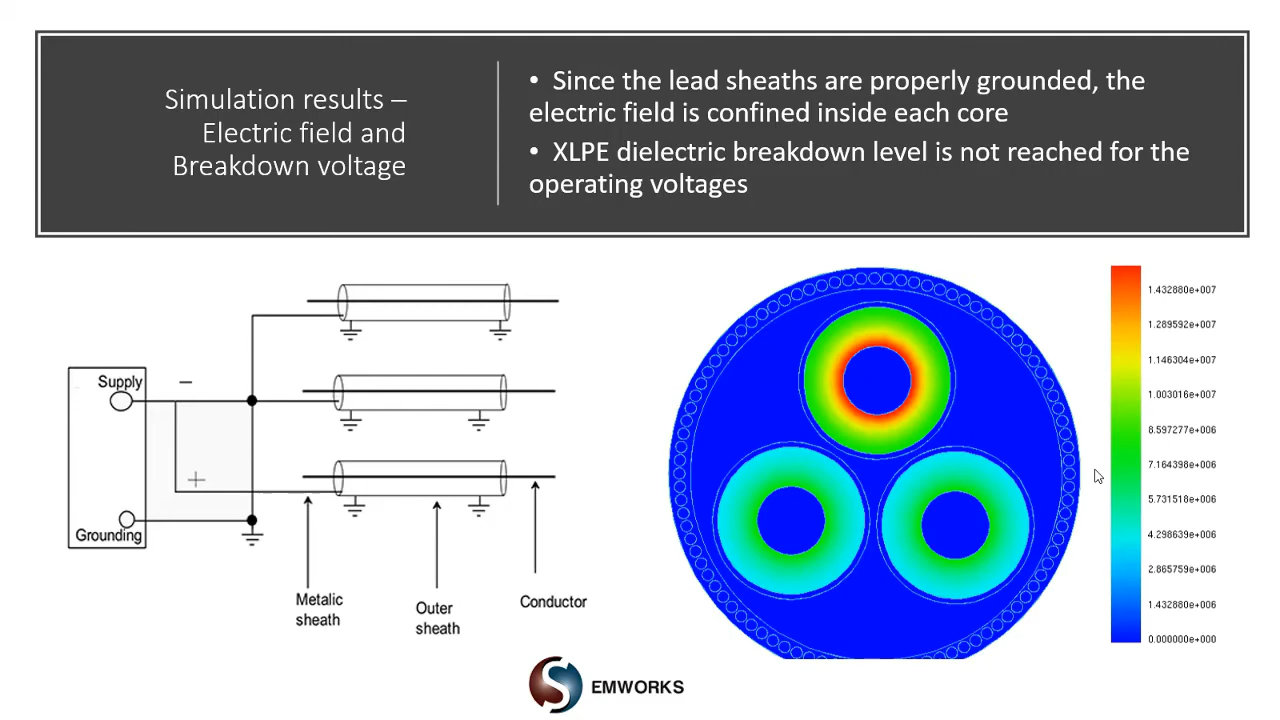 Simulation results –
Electric field and
Breakdown voltage
• Since the lead sheaths are properly grounded, the
electric field is confined inside each core
• XLPE dielectric breakdown level is not reached for the
operating voltages
Supply
–
+
Grounding
Metalic
sheath
Outer
sheath
Conductor
1.432880e+007
1.289592e+007
1.146304e+007
1.003016e+007
8.597277e+006
7.164398e+006
5.731518e+006
4.298639e+006
2.865759e+006
1.432880e+006
0.000000e+000
EMWORKS